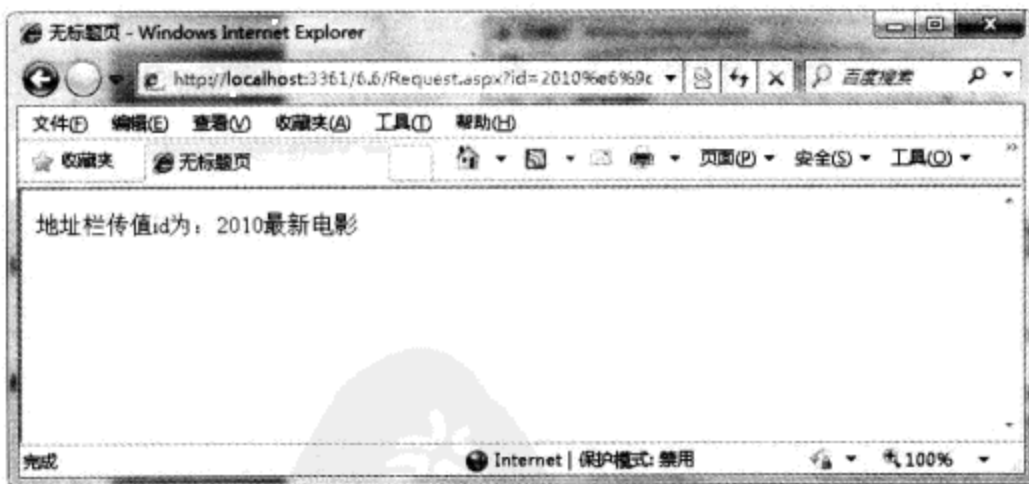 无标题页 - Windows Internet Explorer
http://localhost:3361/6.6/Request.aspx?id=2010%e6%9c
百度搜索
文件(F) 编辑(E) 查看(V) 收藏夹(A) 工具(T) 帮助(H)
收藏夹 无标题页 页面(P) 安全(S) 工具(O)
地址栏传值id为：2010最新电影
完成 Internet | 保护模式: 禁用 100%